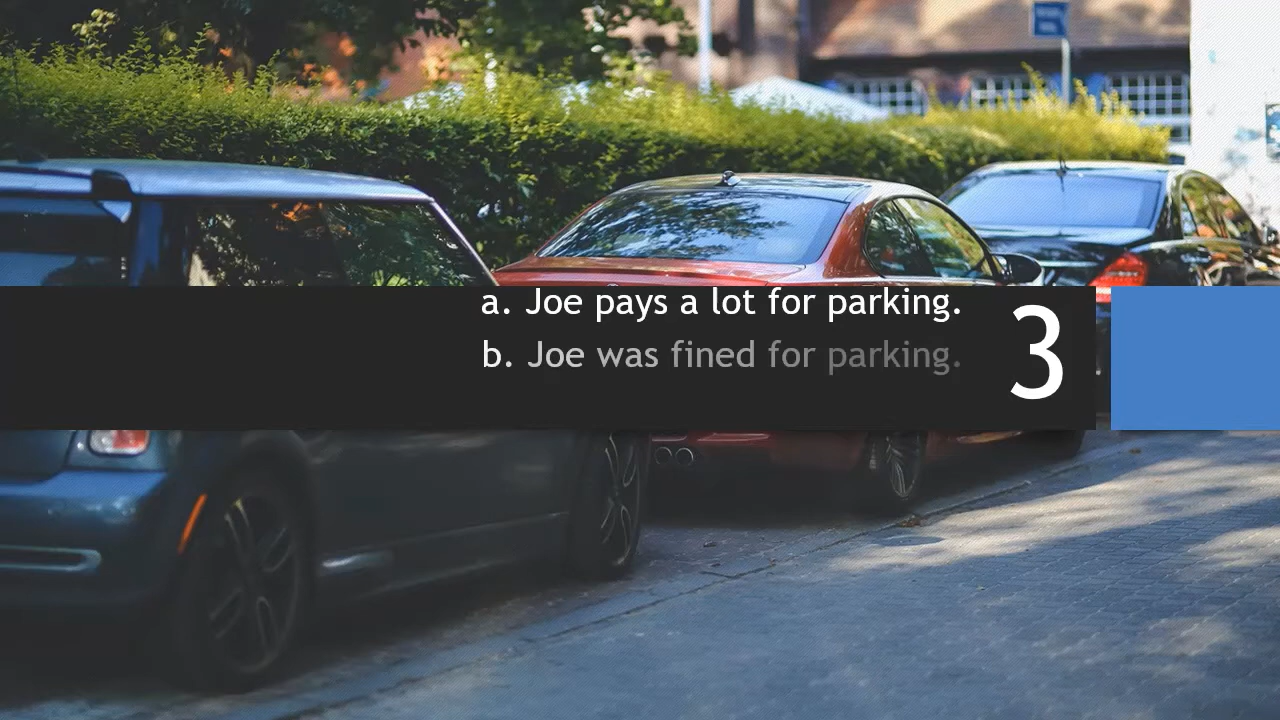 a. Joe pays a lot for parking.
b. Joe was fined for parking.
3